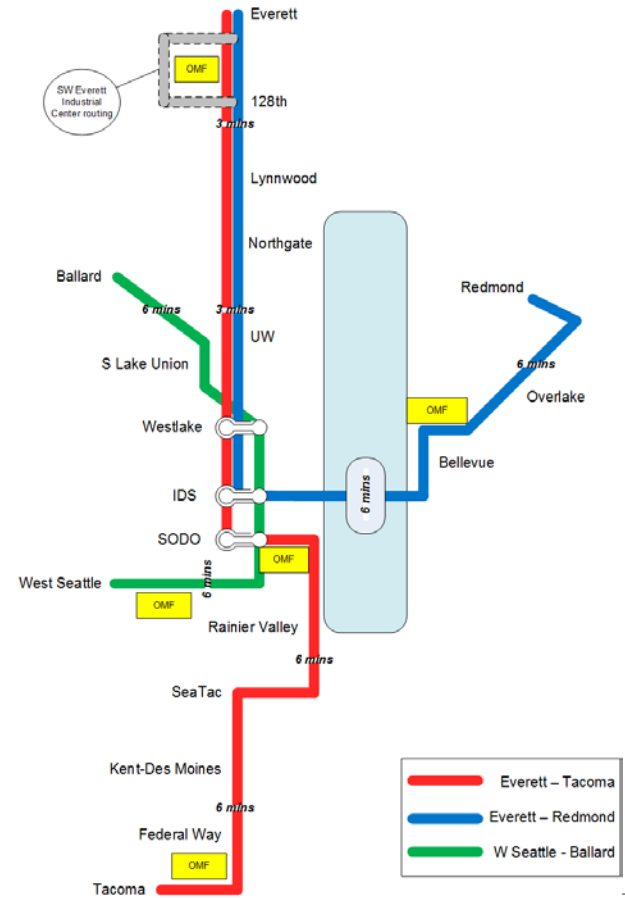 Everett
OMF
SW Everett
Industrial
Center routing
128th
3 mins
Lynnwood
Northgate
Ballard
6 mins
3 mins
Redmond
UW
S Lake Union
6 mins
Overlake
OMF
Westlake
Bellevue
IDS
6 mins
SODO
OMF
West Seattle
6 mins
OMF
Rainier Valley
6 mins
SeaTac
Kent-Des Moines
6 mins
Federal Way
OMF
Tacoma
Everett – Tacoma
Everett – Redmond
W Seattle - Ballard